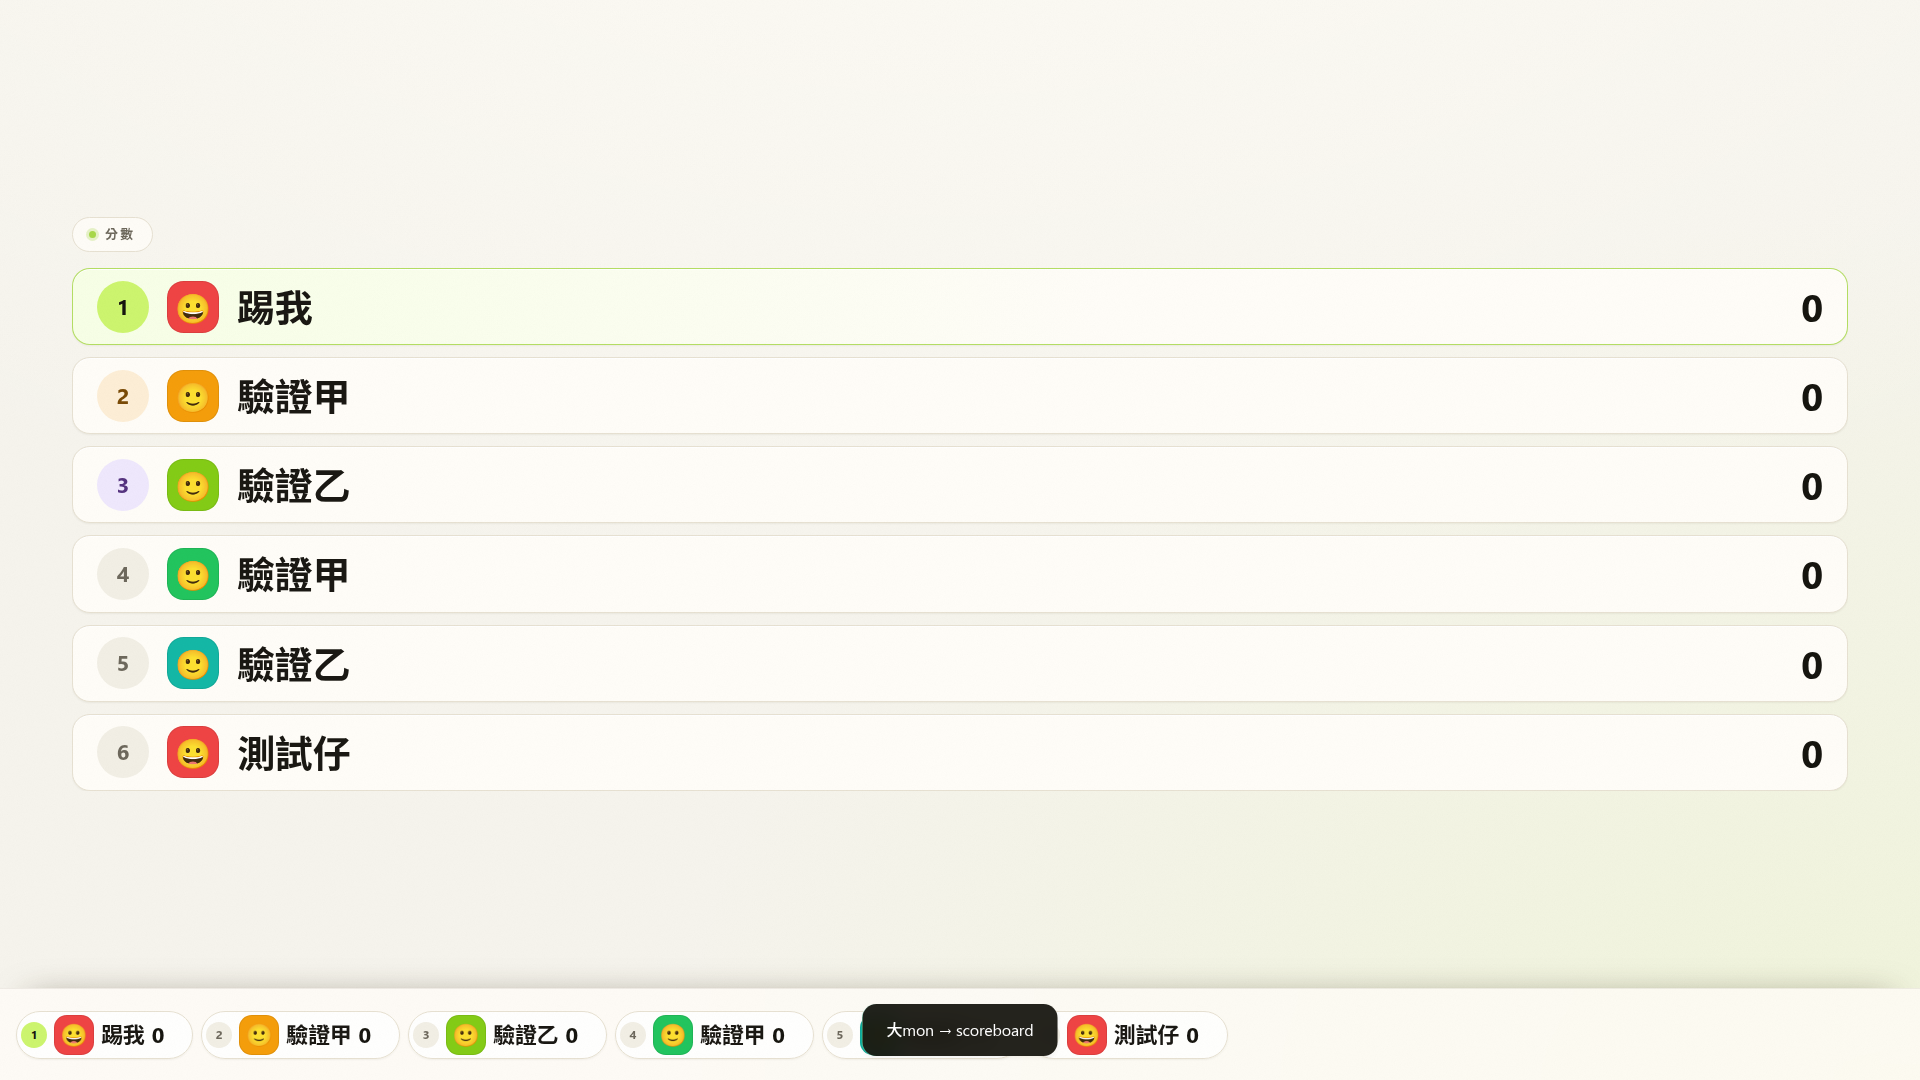 分數
1 踢我 0
2 驗證甲 0
3 驗證乙 0
4 驗證甲 0
5 驗證乙 0
6 測試仔 0
1 踢我 0 2 驗證甲 0 3 驗證乙 0 4 驗證甲 0 5 大mon → scoreboard 測試仔 0